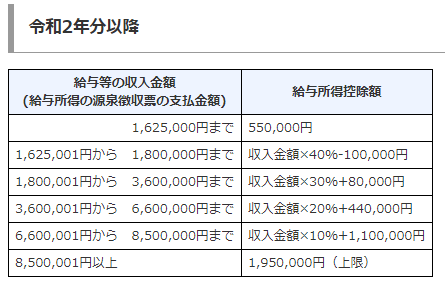 令和2年分以降
給与等の収入金額
(給与所得の源泉徴収票の支払金額)
給与所得控除額
1,625,000円まで 550,000円
1,625,001円から 1,800,000円まで 収入金額×40%-100,000円
1,800,001円から 3,600,000円まで 収入金額×30%+80,000円
3,600,001円から 6,600,000円まで 収入金額×20%+440,000円
6,600,001円から 8,500,000円まで 収入金額×10%+1,100,000円
8,500,001円以上 1,950,000円（上限）